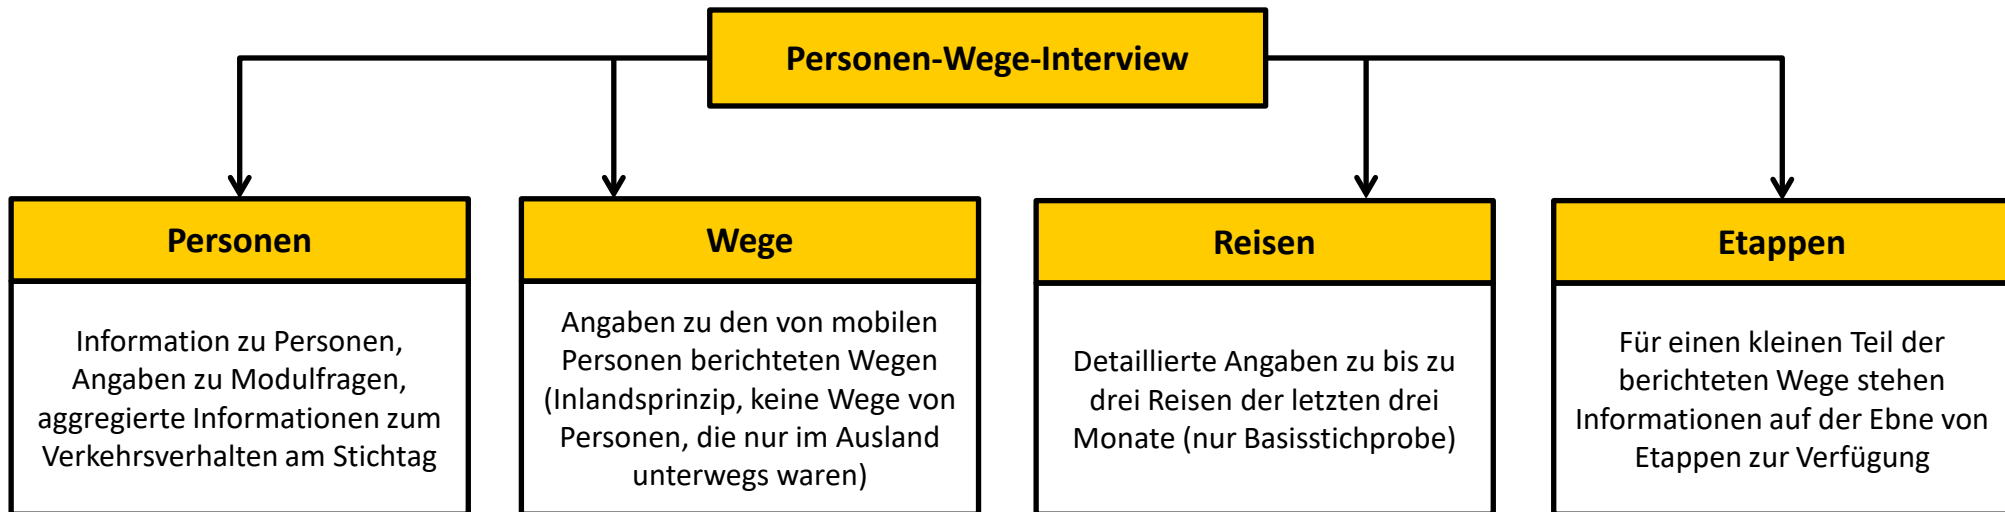 Personen-Wege-Interview
Personen
Information zu Personen,
Angaben zu Modulfragen,
aggregierte Informationen zum
Verkehrsverhalten am Stichtag
Wege
Angaben zu den von mobilen
Personen berichteten Wegen
(Inlandsprinzip, keine Wege von
Personen, die nur im Ausland
unterwegs waren)
Reisen
Detaillierte Angaben zu bis zu
drei Reisen der letzten drei
Monate (nur Basisstichprobe)
Etappen
Für einen kleinen Teil der
berichteten Wege stehen
Informationen auf der Ebne von
Etappen zur Verfügung